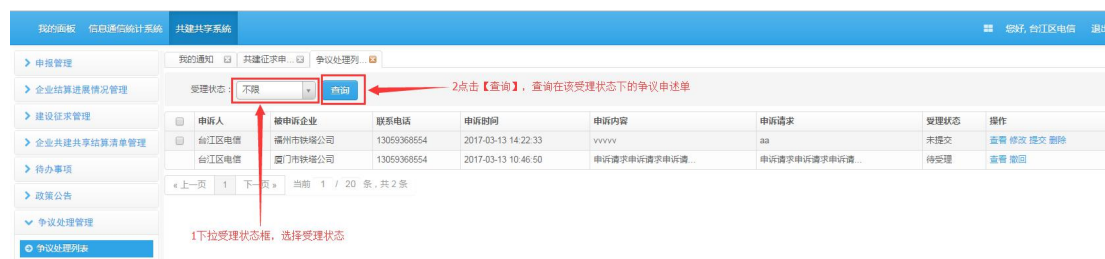 我的面板 信息通信统计系统 共建共享系统 您好, 台江区电信
申报管理
企业结算进展情况管理
建设征求管理
企业共建共享结算清单管理
待办事项
政策公告
争议处理管理
争议处理列表
我的通知 共建征求申... 争议处理列...
受理状态: 不限 查询 2点击【查询】，查询在该受理状态下的争议申述单
申诉人 被申诉企业 联系电话 申诉时间 申诉内容 申诉请求 受理状态 操作
台江区电信 福州市铁塔公司 13059368554 2017-03-13 14:22:33 vvvvv aa 未提交 查看 修改 提交 删除
台江区电信 厦门市铁塔公司 13059368554 2017-03-13 10:46:50 申诉请求申诉请求申诉请... 申诉请求申诉请求申诉请... 待受理 查看 撤回
« 上一页 1 下一页 » 当前 1 / 20 条 , 共 2 条
1下拉受理状态框，选择受理状态